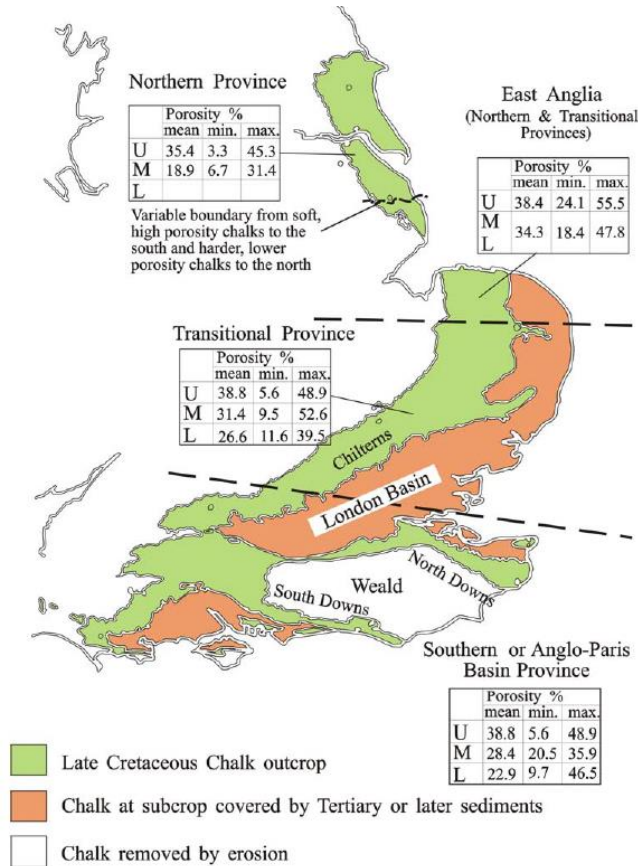 Northern Province
Porosity %
mean min. max.
U 35.4 3.3 45.3
M 18.9 6.7 31.4
L
Variable boundary from soft,
high porosity chalks to the
south and harder, lower
porosity chalks to the north
East Anglia
(Northern & Transitional
Provinces)
Porosity %
mean min. max.
U 38.4 24.1 55.5
M
L 34.3 18.4 47.8
Transitional Province
Porosity %
mean min. max.
U 38.8 5.6 48.9
M 31.4 9.5 52.6
L 26.6 11.6 39.5
Chilterns
London Basin
Weald
North Downs
South Downs
Southern or Anglo-Paris
Basin Province
Porosity %
mean min. max.
U 38.8 5.6 48.9
M 28.4 20.5 35.9
L 22.9 9.7 46.5
Late Cretaceous Chalk outcrop
Chalk at subcrop covered by Tertiary or later sediments
Chalk removed by erosion